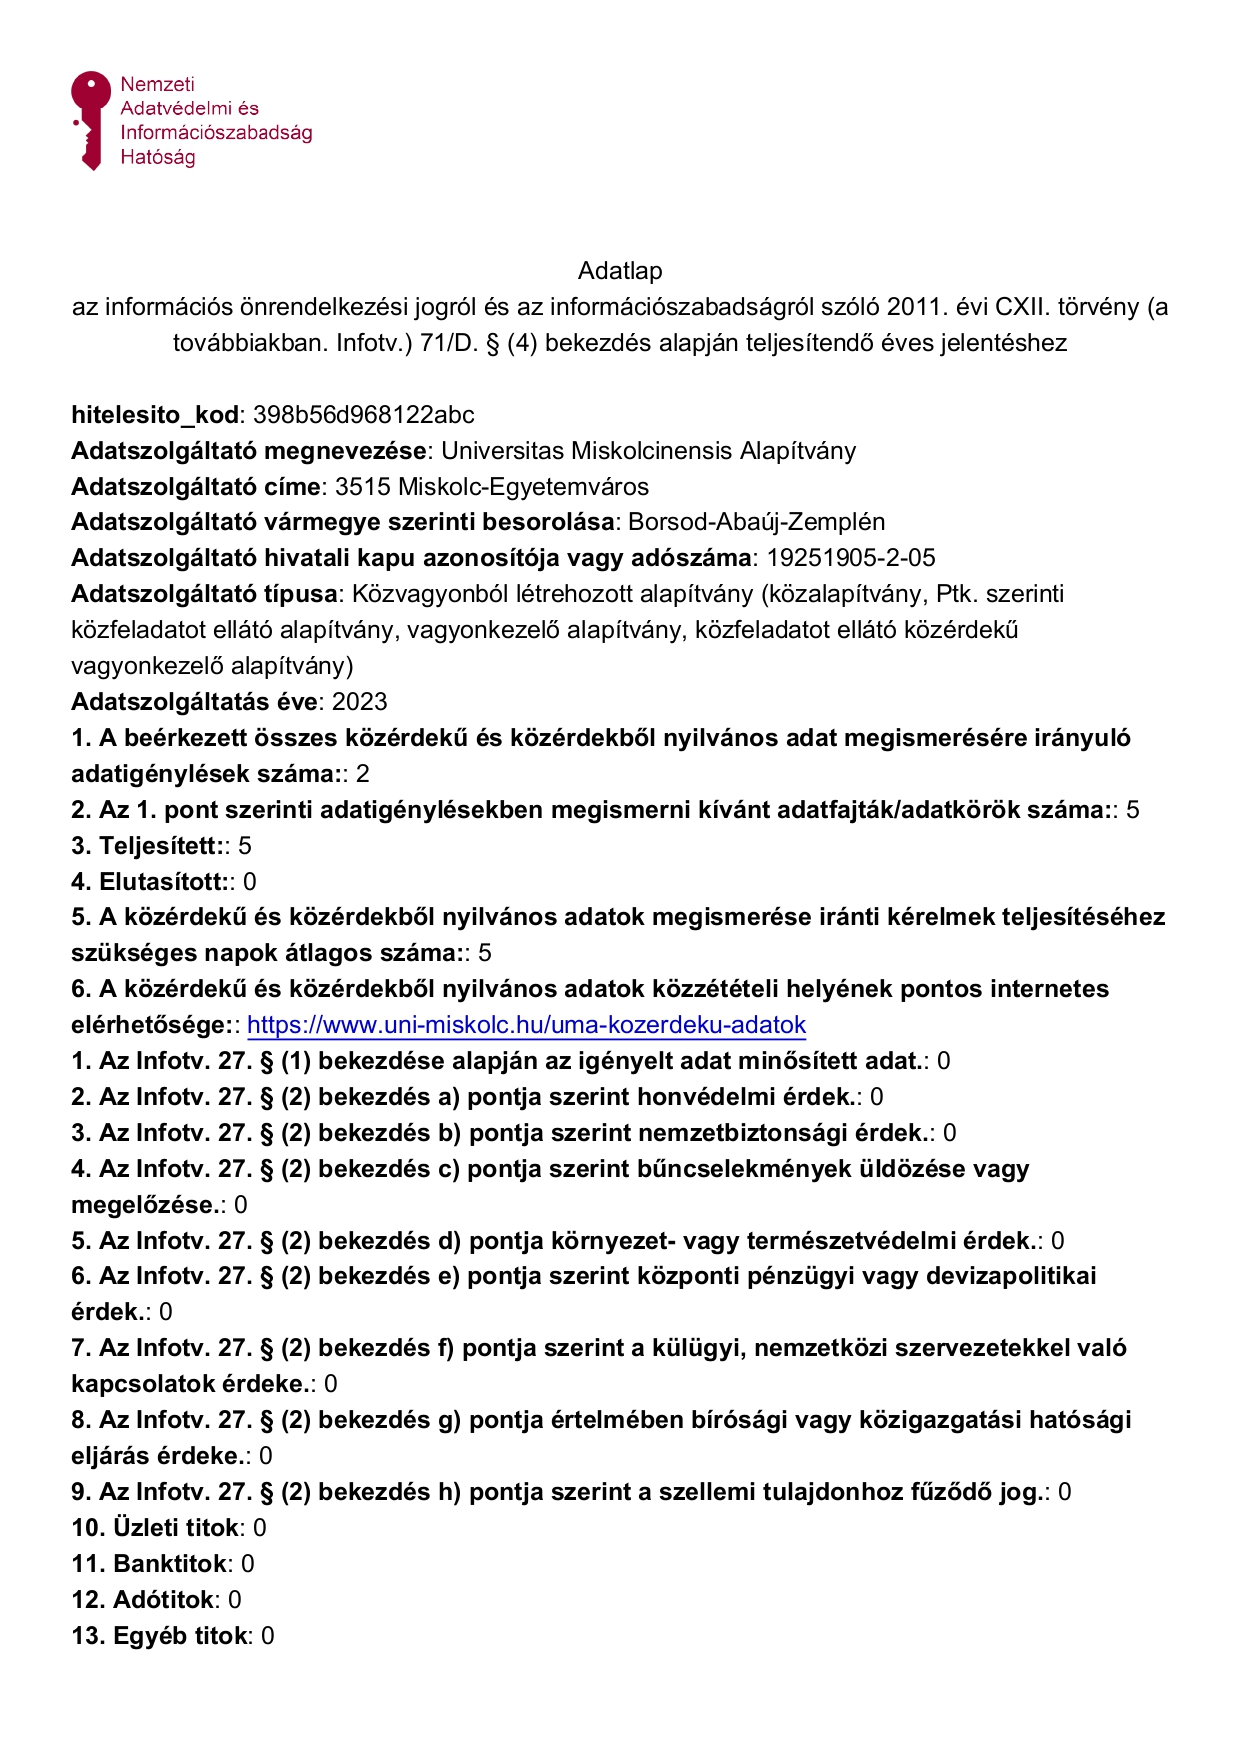 Nemzeti
Adatvédelmi és
Információszabadság
Hatóság
Adatlap
az információs önrendelkezési jogról és az információszabadságról szóló 2011. évi CXII. törvény (a
továbbiakban. Infotv.) 71/D. § (4) bekezdés alapján teljesítendő éves jelentéshez
hitelesito_kod: 398b56d968122abc
Adatszolgáltató megnevezése: Universitas Miskolcinensis Alapítvány
Adatszolgáltató címe: 3515 Miskolc-Egyetemváros
Adatszolgáltató vármegye szerinti besorolása: Borsod-Abaúj-Zemplén
Adatszolgáltató hivatali kapu azonosítója vagy adószáma: 19251905-2-05
Adatszolgáltató típusa: Közvagyonból létrehozott alapítvány (közalapítvány, Ptk. szerinti
közfeladatot ellátó alapítvány, vagyonkezelő alapítvány, közfeladatot ellátó közérdekű
vagyonkezelő alapítvány)
Adatszolgáltatás éve: 2023
1. A beérkezett összes közérdekű és közérdekből nyilvános adat megismerésére irányuló
adatigénylések száma:: 2
2. Az 1. pont szerinti adatigénylésekben megismerni kívánt adatfajták/adatkörök száma:: 5
3. Teljesített:: 5
4. Elutasított:: 0
5. A közérdekű és közérdekből nyilvános adatok megismerése iránti kérelmek teljesítéséhez
szükséges napok átlagos száma:: 5
6. A közérdekű és közérdekből nyilvános adatok közzétételi helyének pontos internetes
elérhetősége:: https://www.uni-miskolc.hu/uma-kozerdeku-adatok
1. Az Infotv. 27. § (1) bekezdése alapján az igényelt adat minősített adat.: 0
2. Az Infotv. 27. § (2) bekezdés a) pontja szerint honvédelmi érdek.: 0
3. Az Infotv. 27. § (2) bekezdés b) pontja szerint nemzetbiztonsági érdek.: 0
4. Az Infotv. 27. § (2) bekezdés c) pontja szerint bűncselekmények üldözése vagy
megelőzése.: 0
5. Az Infotv. 27. § (2) bekezdés d) pontja környezet- vagy természetvédelmi érdek.: 0
6. Az Infotv. 27. § (2) bekezdés e) pontja szerint központi pénzügyi vagy devizapolitikai
érdek.: 0
7. Az Infotv. 27. § (2) bekezdés f) pontja szerint a külügyi, nemzetközi szervezetekkel való
kapcsolatok érdeke.: 0
8. Az Infotv. 27. § (2) bekezdés g) pontja értelmében bírósági vagy közigazgatási hatósági
eljárás érdeke.: 0
9. Az Infotv. 27. § (2) bekezdés h) pontja szerint a szellemi tulajdonhoz fűződő jog.: 0
10. Üzleti titok: 0
11. Banktitok: 0
12. Adótitok: 0
13. Egyéb titok: 0